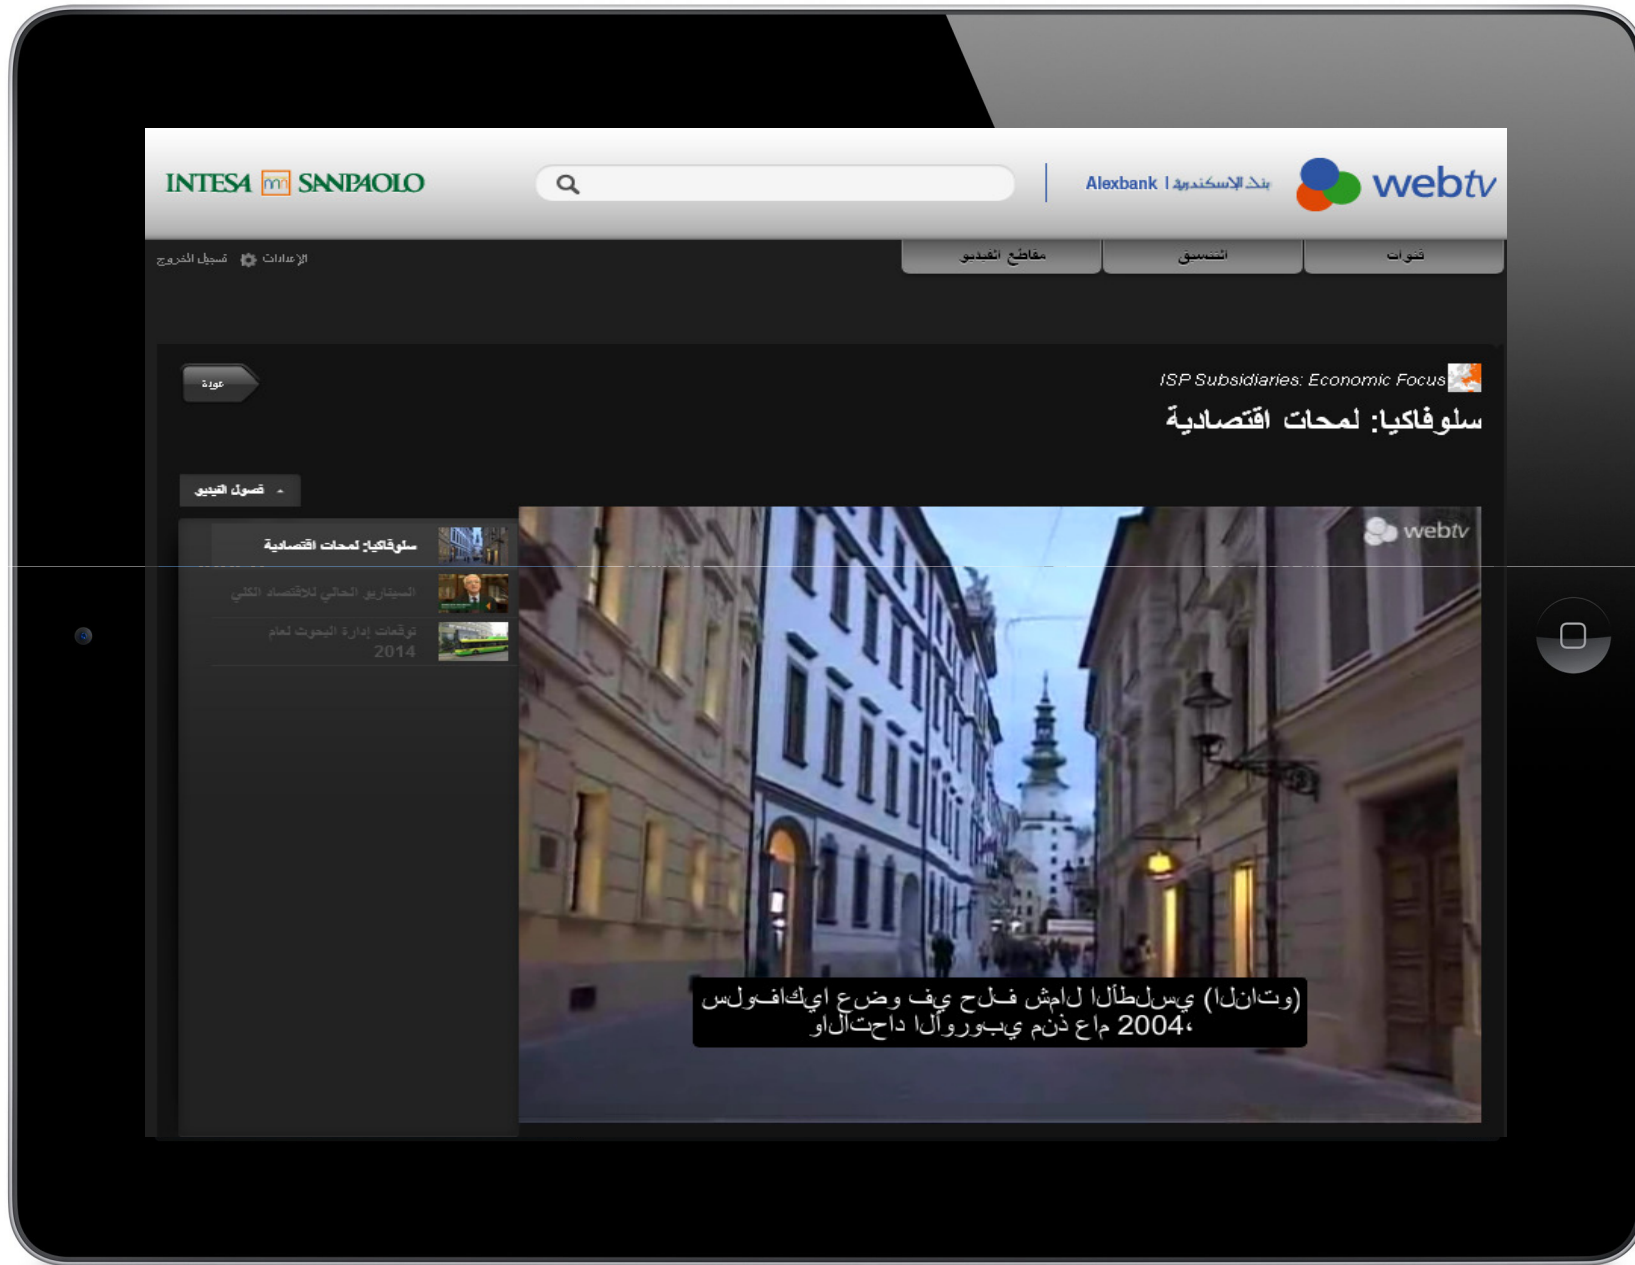 INTESA SANPAOLO
Alexbank | بنك الإسكندرية
webtv
قنوات
التنسيق
مقاطع الفيديو
الإعدادات
تسجيل الخروج
عودة
ISP Subsidiaries: Economic Focus
سلوفاكيا: لمحات اقتصادية
فصول الفيديو
سلوفاكيا: لمحات اقتصادية
السيناريو الحالي للاقتصاد الكلي
توقعات إدارة البحوث لعام
2014
webtv
(وتانلا) يسلطألا لامش فلح يف وضع ايكافولس
،2004 ماع ذنم يبوروألا داحتالاو